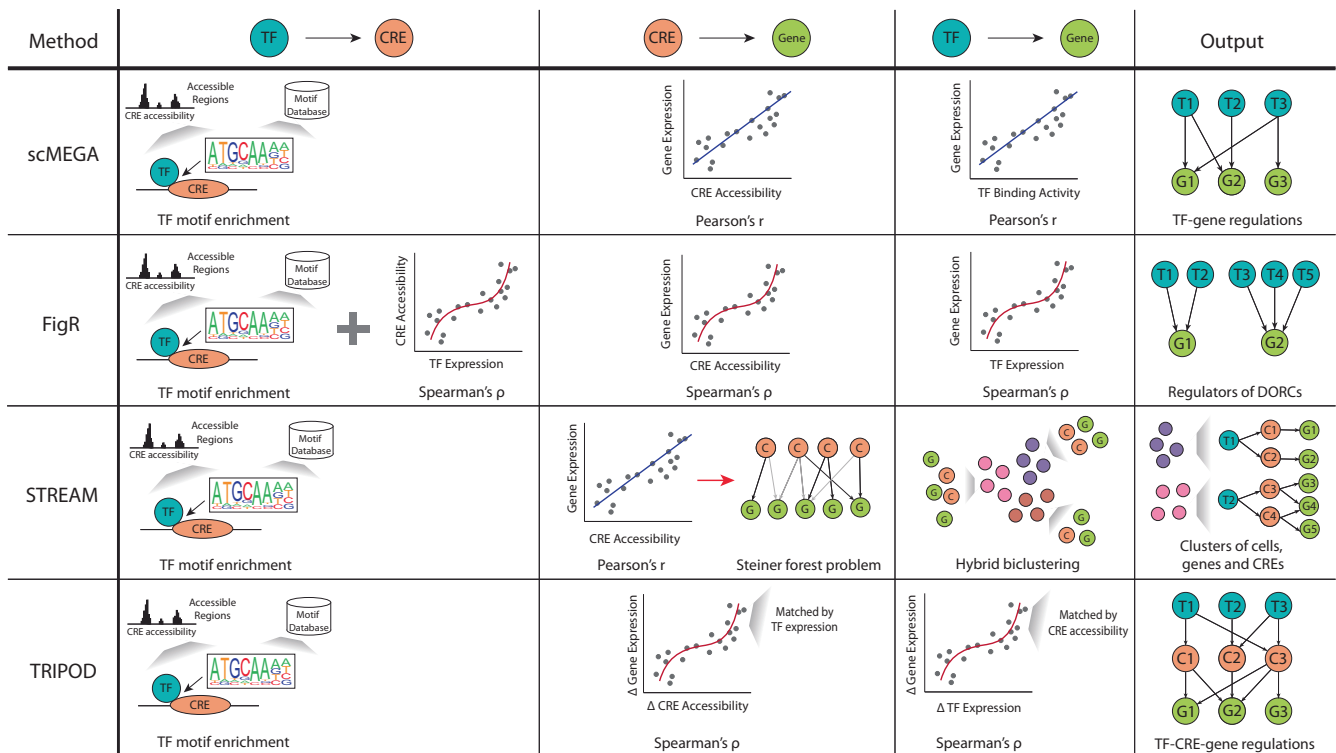 Method
TF
CRE
CRE
Gene
TF
Gene
Output
scMEGA
Accessible
Regions
CRE accessibility
Motif
Database
TF
CRE
ATGCAA
TF motif enrichment
Gene Expression
CRE Accessibility
Pearson's r
Gene Expression
TF Binding Activity
Pearson's r
T1 T2 T3
G1 G2 G3
TF-gene regulations
FigR
Accessible
Regions
CRE accessibility
Motif
Database
TF
CRE
ATGCAA
TF motif enrichment
CRE Accessibility
TF Expression
Spearman's ρ
Gene Expression
CRE Accessibility
Spearman's ρ
Gene Expression
TF Expression
Spearman's ρ
T1 T2 T3 T4 T5
G1 G2
Regulators of DORCs
STREAM
Accessible
Regions
CRE accessibility
Motif
Database
TF
CRE
ATGCAA
TF motif enrichment
Gene Expression
CRE Accessibility
Pearson's r
C C C C
G G G G G
Steiner forest problem
G
C
G
C
G
G
C
G
G
C
G
G
C
G
Hybrid biclustering
T1
C1
G1
C2
G2
T2
C3
G3
G4
C4
G5
Clusters of cells,
genes and CREs
TRIPOD
Accessible
Regions
CRE accessibility
Motif
Database
TF
CRE
ATGCAA
TF motif enrichment
Δ Gene Expression
Matched by
TF expression
Δ CRE Accessibility
Spearman's ρ
Δ Gene Expression
Matched by
CRE accessibility
Δ TF Expression
Spearman's ρ
T1 T2 T3
C1 C2 C3
G1 G2 G3
TF-CRE-gene regulations